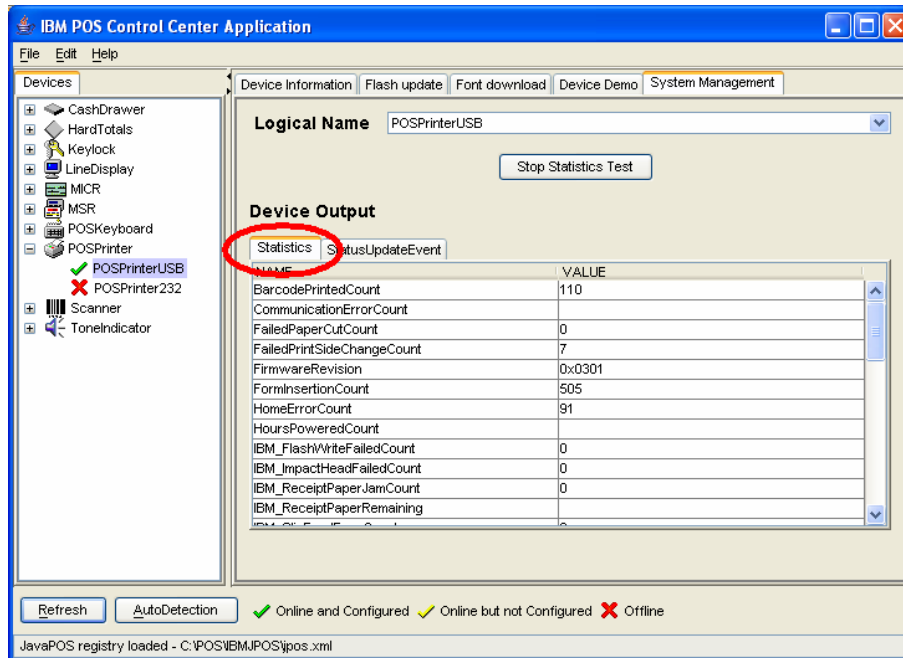 IBM POS Control Center Application
File Edit Help
Devices
Device Information Flash update Font download Device Demo System Management
CashDrawer
HardTotals
Keylock
LineDisplay
MICR
MSR
POSKeyboard
POSPrinter
POSPrinterUSB
POSPrinter232
Scanner
ToneIndicator
Logical Name POSPrinterUSB
Stop Statistics Test
Device Output
Statistics StatusUpdateEvent
NAME VALUE
BarcodePrintedCount 110
CommunicationErrorCount
FailedPaperCutCount 0
FailedPrintSideChangeCount 7
FirmwareRevision 0x0301
FormInsertionCount 505
HomeErrorCount 91
HoursPoweredCount
IBM_FlashWriteFailedCount 0
IBM_ImpactHeadFailedCount 0
IBM_ReceiptPaperJamCount 0
IBM_ReceiptPaperRemaining
Refresh AutoDetection Online and Configured Online but not Configured Offline
JavaPOS registry loaded - C:\POS\IBMJPOS\jpos.xml